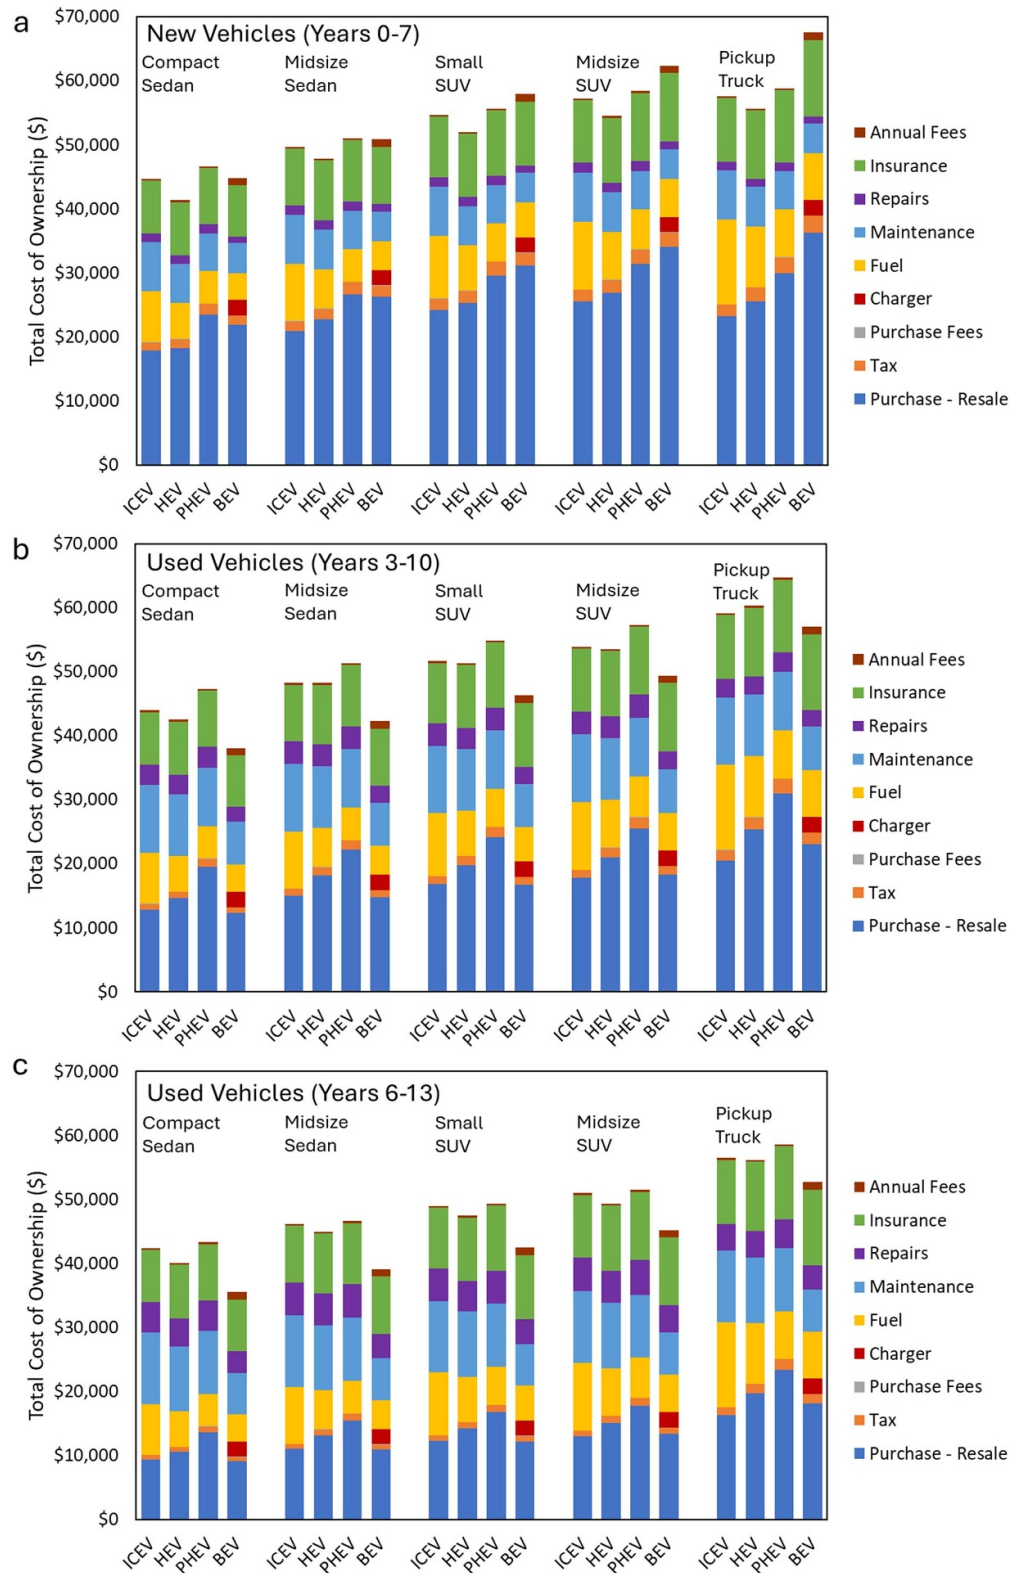 a
New Vehicles (Years 0-7)
Compact
Sedan
Midsize
Sedan
Small
SUV
Midsize
SUV
Pickup
Truck
Total Cost of Ownership ($)
$70,000
$60,000
$50,000
$40,000
$30,000
$20,000
$10,000
$0
ICEV
HEV
PHEV
BEV
ICEV
HEV
PHEV
BEV
ICEV
HEV
PHEV
BEV
ICEV
HEV
PHEV
BEV
ICEV
HEV
PHEV
BEV
Annual Fees
Insurance
Repairs
Maintenance
Fuel
Charger
Purchase Fees
Tax
Purchase - Resale
b
Used Vehicles (Years 3-10)
Compact
Sedan
Midsize
Sedan
Small
SUV
Midsize
SUV
Pickup
Truck
Total Cost of Ownership ($)
$70,000
$60,000
$50,000
$40,000
$30,000
$20,000
$10,000
$0
ICEV
HEV
PHEV
BEV
ICEV
HEV
PHEV
BEV
ICEV
HEV
PHEV
BEV
ICEV
HEV
PHEV
BEV
ICEV
HEV
PHEV
BEV
Annual Fees
Insurance
Repairs
Maintenance
Fuel
Charger
Purchase Fees
Tax
Purchase - Resale
c
Used Vehicles (Years 6-13)
Compact
Sedan
Midsize
Sedan
Small
SUV
Midsize
SUV
Pickup
Truck
Total Cost of Ownership ($)
$70,000
$60,000
$50,000
$40,000
$30,000
$20,000
$10,000
$0
ICEV
HEV
PHEV
BEV
ICEV
HEV
PHEV
BEV
ICEV
HEV
PHEV
BEV
ICEV
HEV
PHEV
BEV
ICEV
HEV
PHEV
BEV
Annual Fees
Insurance
Repairs
Maintenance
Fuel
Charger
Purchase Fees
Tax
Purchase - Resale